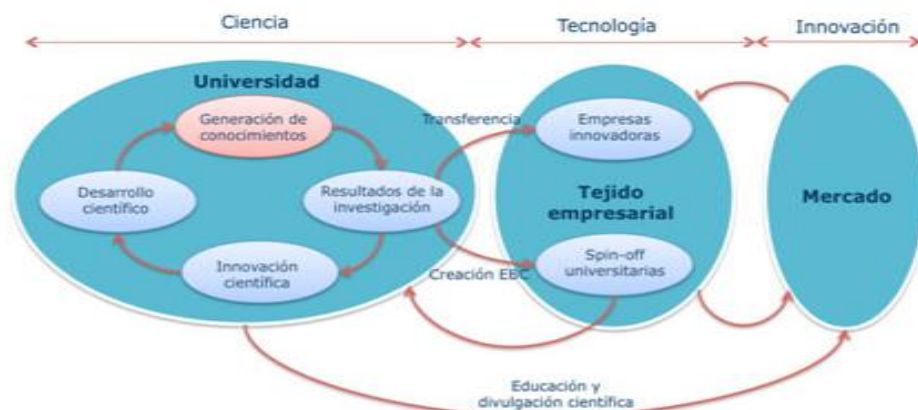 Ciencia
Tecnología
Innovación
Universidad
Generación de
conocimientos
Transferencia
Empresas
innovadoras
Desarrollo
científico
Resultados de la
investigación
Tejido
empresarial
Mercado
Innovación
científica
Creación EBC
Spin-off
universitarias
Educación y
divulgación científica